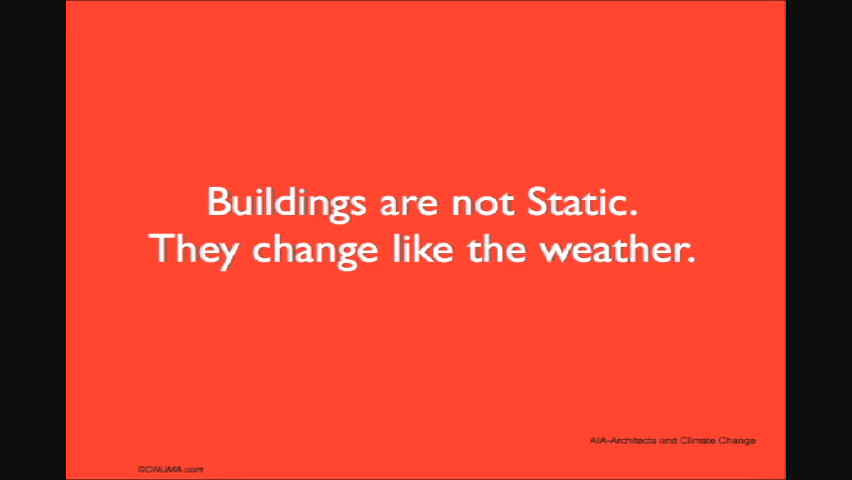 Buildings are not Static.
They change like the weather.
AIA-Architects and Climate Change
©ONUMA.com